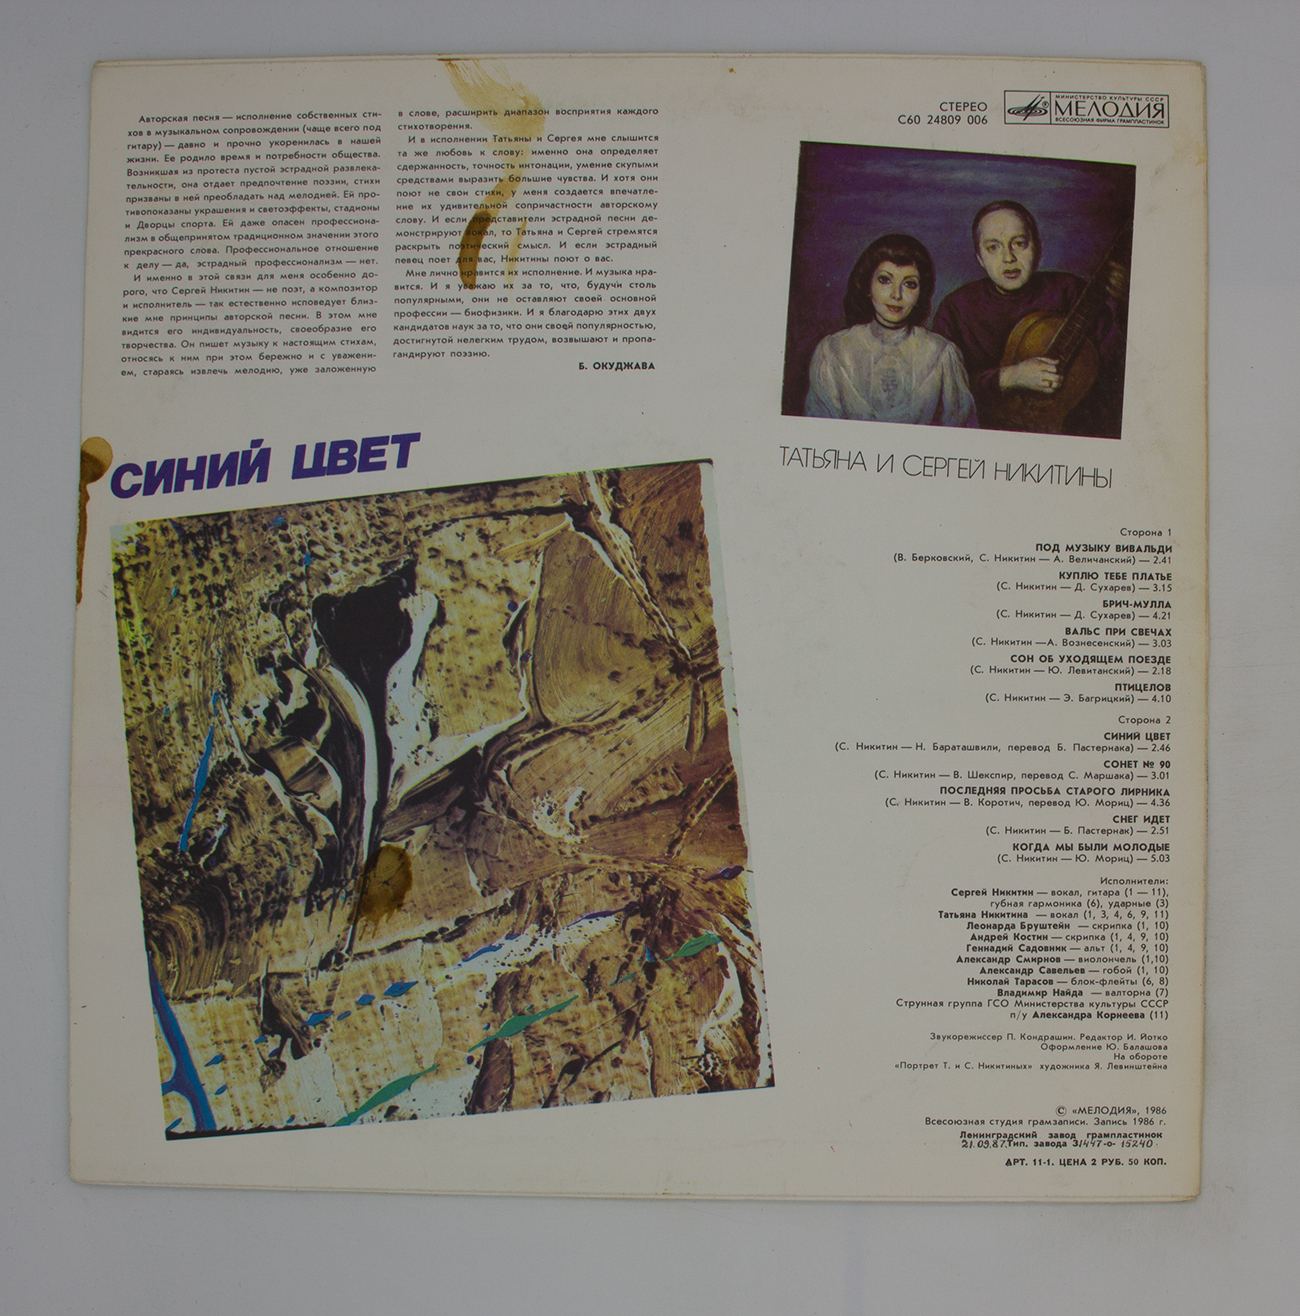 Авторская песня — исполнение собственных сти-
хов в музыкальном сопровождении (чаще всего под
гитару) — давно и прочно укоренилась в нашей
жизни. Ее родило время и потребности общества.
Возникшая из протеста пустой эстрадной развлека-
тельности, она отдает предпочтение поэзии, стихи
призваны в ней преобладать над мелодией. Ей про-
тивопоказаны украшения и светоэффекты, стадионы
и Дворцы спорта. Ей даже опасен профессиона-
лизм в общепринятом традиционном значении этого
прекрасного слова. Профессиональное отношение
к делу — да, эстрадный профессионализм — нет.
И именно в этой связи для меня особенно до-
рого, что Сергей Никитин — не поэт, а композитор
и исполнитель — так естественно исповедует близ-
кие мне принципы авторской песни. В этом мне
видится его индивидуальность, своеобразие его
творчества. Он пишет музыку к настоящим стихам,
относясь к ним при этом бережно и с уважени-
ем, стараясь извлечь мелодию, уже заложенную
в слове, расширить диапазон восприятия каждого
стихотворения.
И в исполнении Татьяны и Сергея мне слышится
та же любовь к слову: именно она определяет
сдержанность, точность интонации, умение скупыми
средствами выразить большие чувства. И хотя они
поют не свои стихи, у меня создается впечатле-
ние их удивительной сопричастности авторскому
слову. И если представители эстрадной песни де-
монстрируют вокал, то Татьяна и Сергей стремятся
раскрыть поэтический смысл. И если эстрадный
певец поет для вас, Никитины поют о вас.
Мне лично нравится их исполнение. И музыка нра-
вится. И я уважаю их за то, что, будучи столь
популярными, они не оставляют своей основной
профессии — биофизики. И я благодарю этих двух
кандидатов наук за то, что они своей популярностью,
достигнутой нелегким трудом, возвышают и пропа-
гандируют поэзию.
Б. ОКУДЖАВА
СТЕРЕО
С60 24809 006
МИНИСТЕРСТВО КУЛЬТУРЫ СССР
МЕЛОДИЯ
ВСЕСОЮЗНАЯ ФИРМА ГРАМПЛАСТИНОК
СИНИЙ ЦВЕТ
ТАТЬЯНА И СЕРГЕЙ НИКИТИНЫ
Сторона 1
ПОД МУЗЫКУ ВИВАЛЬДИ
(В. Берковский, С. Никитин — А. Величанский) — 2.41
КУПЛЮ ТЕБЕ ПЛАТЬЕ
(С. Никитин — Д. Сухарев) — 3.15
БРИЧ-МУЛЛА
(С. Никитин — Д. Сухарев) — 4.21
ВАЛЬС ПРИ СВЕЧАХ
(С. Никитин —А. Вознесенский) — 3.03
СОН ОБ УХОДЯЩЕМ ПОЕЗДЕ
(С. Никитин — Ю. Левитанский) — 2.18
ПТИЦЕЛОВ
(С. Никитин — Э. Багрицкий) — 4.10
Сторона 2
СИНИЙ ЦВЕТ
(С. Никитин — Н. Бараташвили, перевод Б. Пастернака) — 2.46
СОНЕТ № 90
(С. Никитин — В. Шекспир, перевод С. Маршака) — 3.01
ПОСЛЕДНЯЯ ПРОСЬБА СТАРОГО ЛИРНИКА
(С. Никитин — В. Коротич, перевод Ю. Мориц) — 4.36
СНЕГ ИДЕТ
(С. Никитин — Б. Пастернак) — 2.51
КОГДА МЫ БЫЛИ МОЛОДЫЕ
(С. Никитин — Ю. Мориц) — 5.03
Исполнители:
Сергей Никитин — вокал, гитара (1 — 11),
губная гармоника (6), ударные (3)
Татьяна Никитина — вокал (1, 3, 4, 6, 9, 11)
Леонарда Бруштейн — скрипка (1, 10)
Андрей Костин — скрипка (1, 4, 9, 10)
Геннадий Садовник — альт (1, 4, 9, 10)
Александр Смирнов — виолончель (1,10)
Александр Савельев — гобой (1, 10)
Николай Тарасов — блок-флейты (6, 8)
Владимир Найда — валторна (7)
Струнная группа ГСО Министерства культуры СССР
п/у Александра Корнеева (11)
Звукорежиссер П. Кондрашин. Редактор И. Йотко
Оформление Ю. Балашова
На обороте
«Портрет Т. и С. Никитиных» художника Я. Левинштейна
© «МЕЛОДИЯ», 1986
Всесоюзная студия грамзаписи. Запись 1986 г.
Ленинградский завод грампластинок
21.09.87. Тип. завода З1447-о- 15240
АРТ. 11-1. ЦЕНА 2 РУБ. 50 КОП.